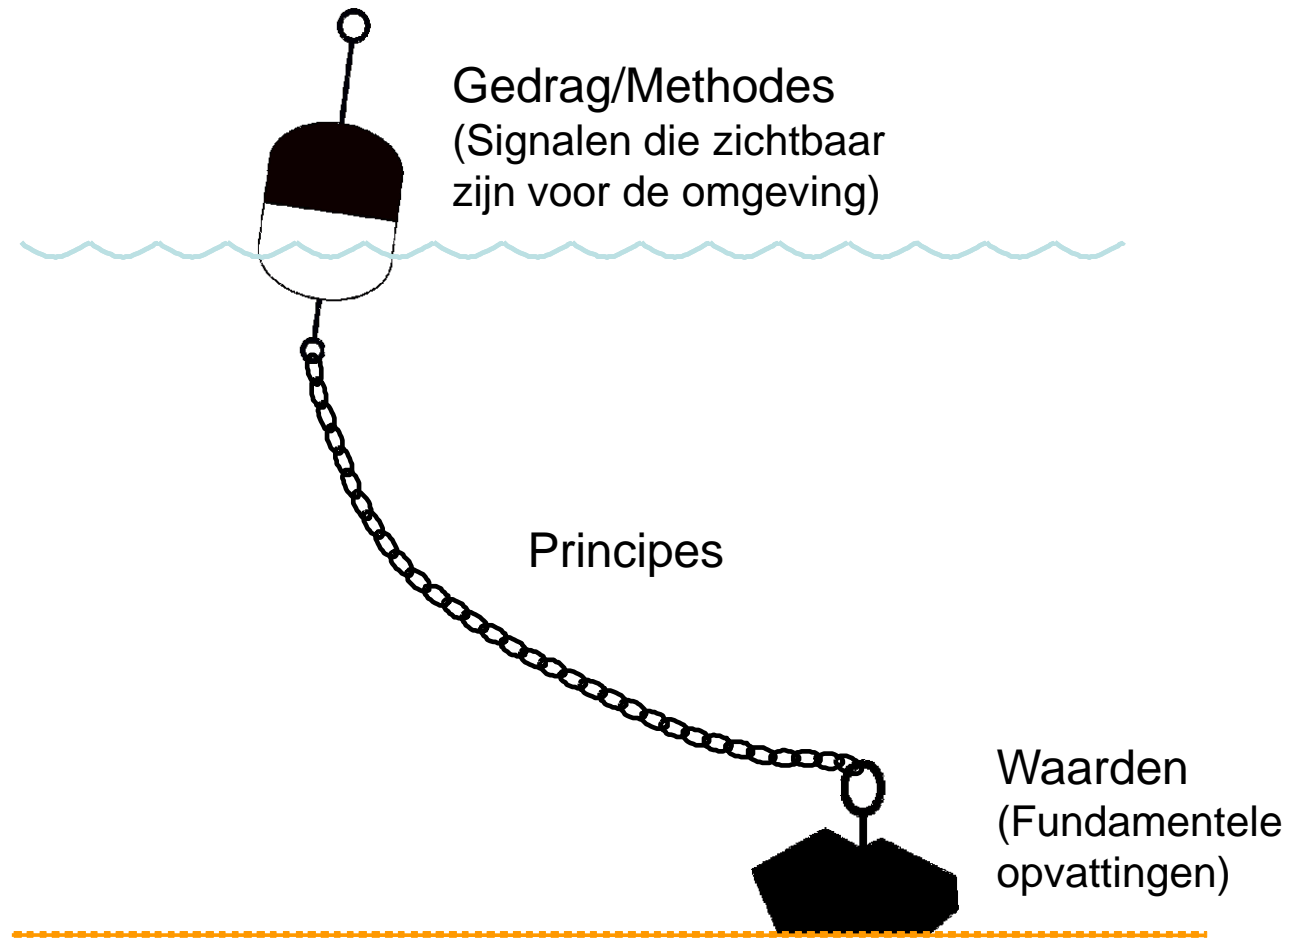 Gedrag/Methodes
(Signalen die zichtbaar
zijn voor de omgeving)
Principes
Waarden
(Fundamentele
opvattingen)